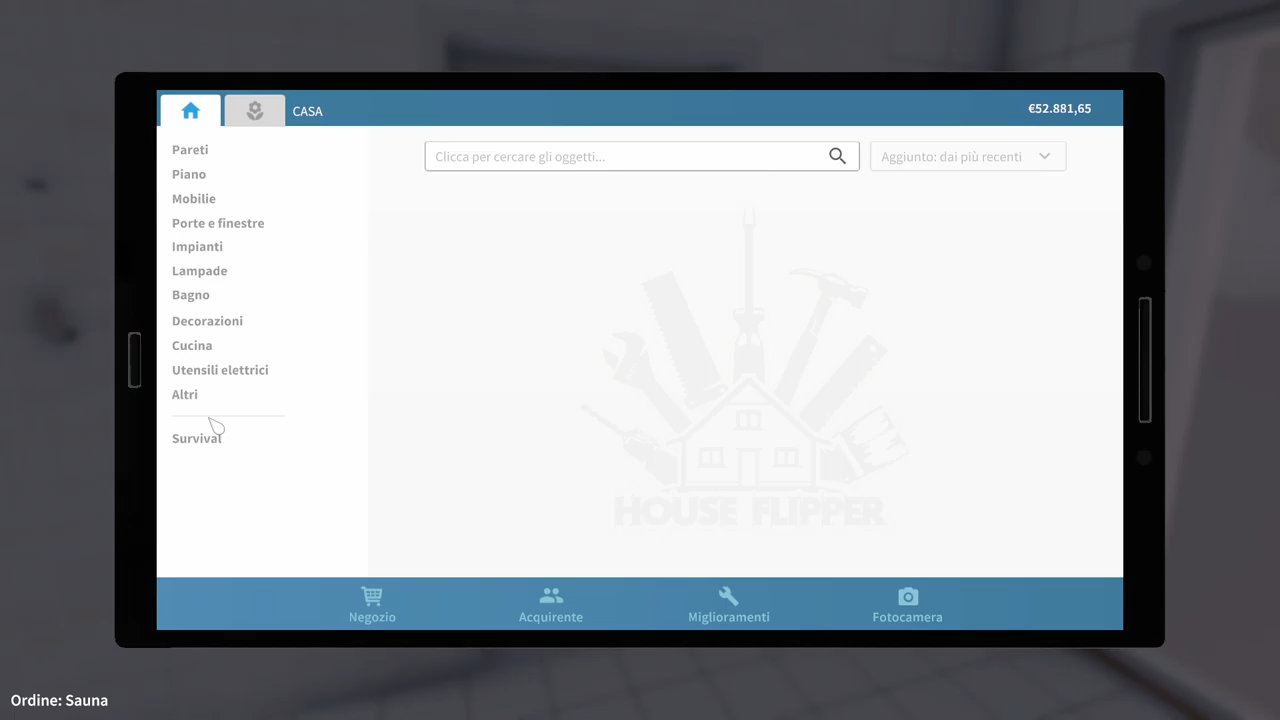 CASA
€52.881,65
Pareti
Piano
Mobilie
Porte e finestre
Impianti
Lampade
Bagno
Decorazioni
Cucina
Utensili elettrici
Altri
Survival
Clicca per cercare gli oggetti...
Aggiunto: dai più recenti
HOUSE FLIPPER
Negozio
Acquirente
Miglioramenti
Fotocamera
Ordine: Sauna